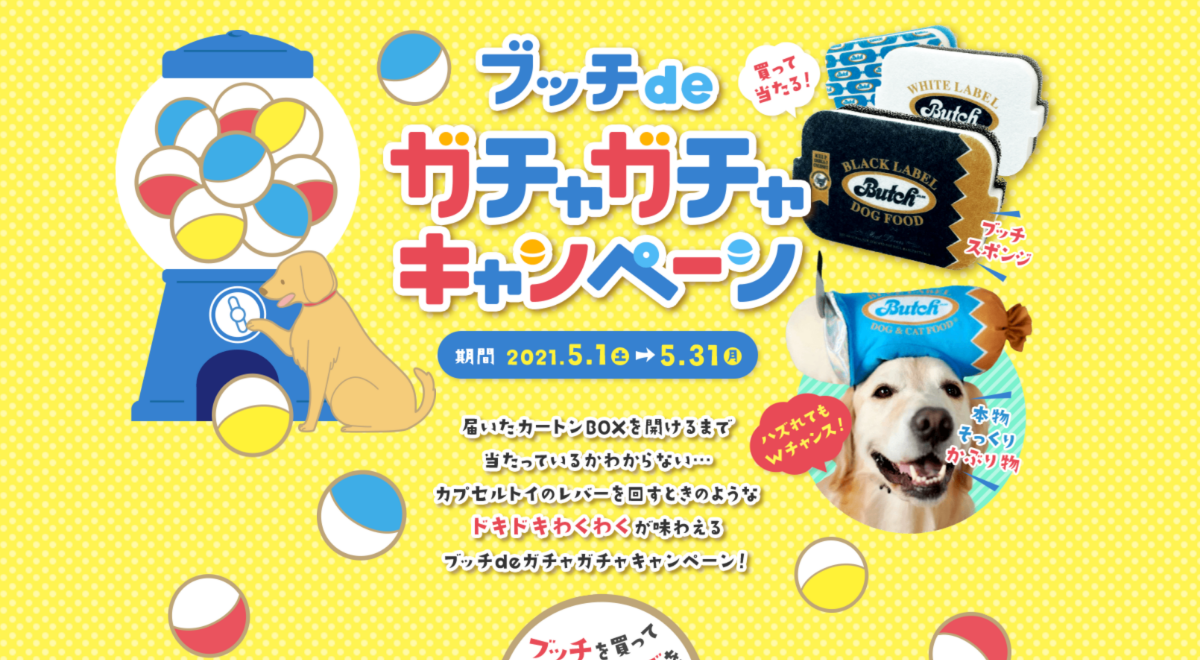 ブッチde
ガチャガチャ
キャンペーン
買って
当たる!
WHITE LABEL
Butch
BLACK LABEL
Butch
DOG FOOD
ブッチ
スポンジ
期間 2021.5.1土➡5.31月
Butch
DOG & CAT FOOD
ハズれても
Wチャンス!
本物
そっくり
かぶり物
届いたカートンBOXを開けるまで
当たっているかわからない…
カプセルトイのレバーを回すときのような
ドキドキわくわくが味わえる
ブッチdeガチャガチャキャンペーン!
ブッチを買って